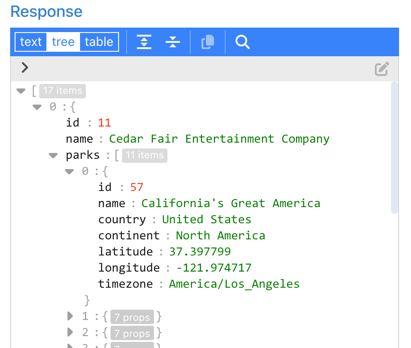 Response
text tree table
[ 17 items
0 : {
id : 11
name : Cedar Fair Entertainment Company
parks : [ 11 items
0 : {
id : 57
name : California's Great America
country : United States
continent : North America
latitude : 37.397799
longitude : -121.974717
timezone : America/Los_Angeles
}
1 : { 7 props }
2 : { 7 props }